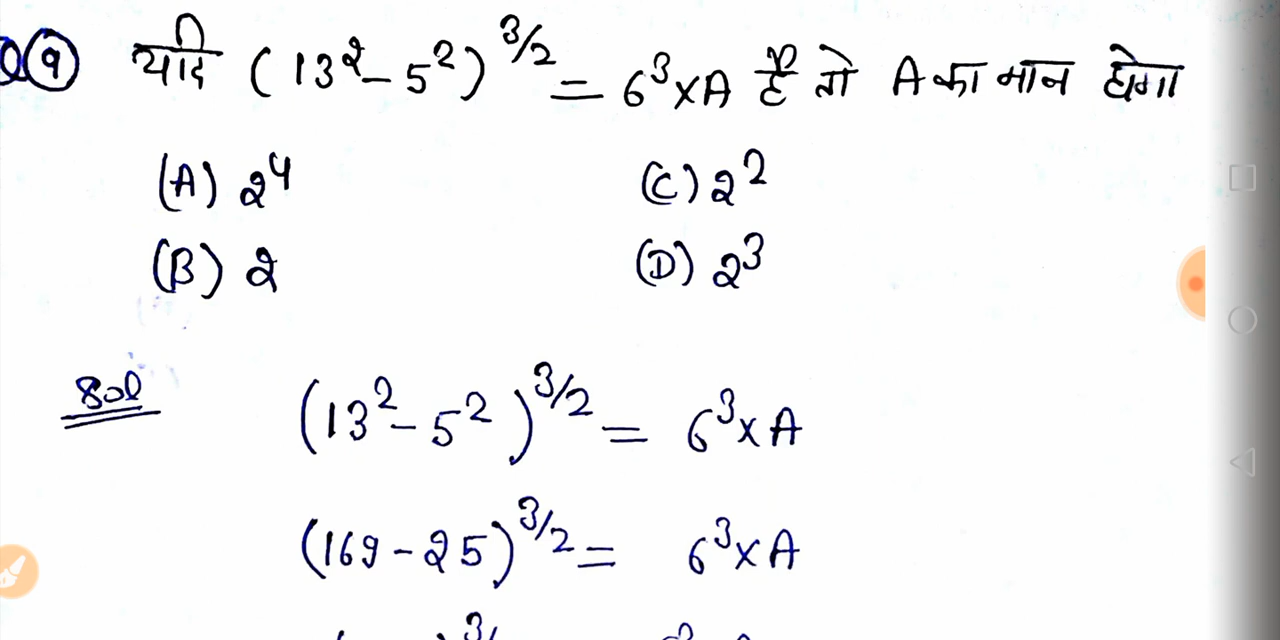 Q९ यदि (13²-5²)^3/2 = 6³×A है तो A का मान होगा
(A) 2⁴ (C) 2²
(B) 2 (D) 2³
Sol (13²-5²)^3/2 = 6³×A
(169-25)^3/2 = 6³×A